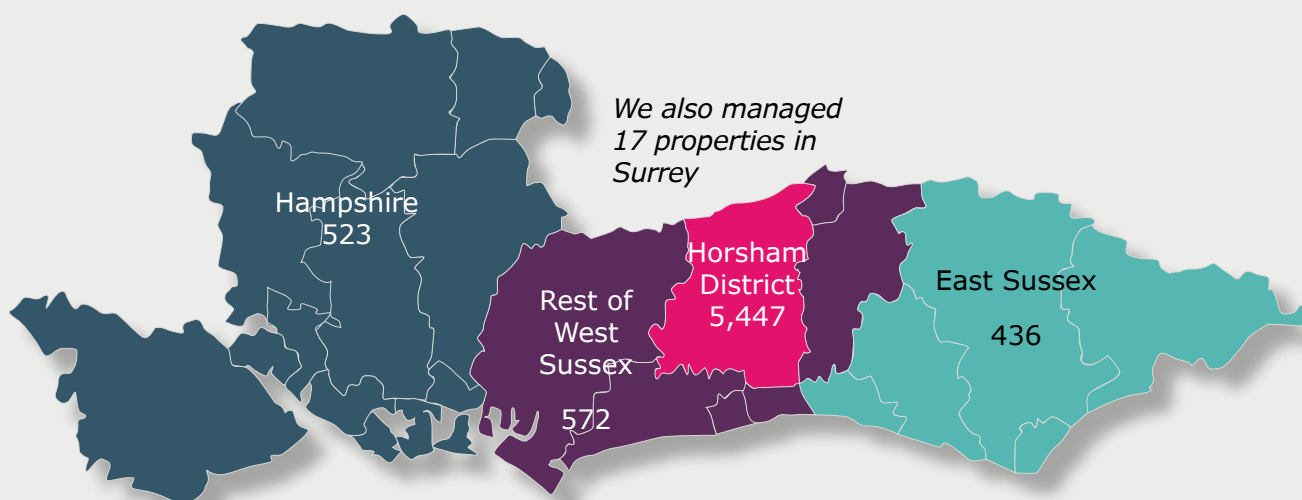 We also managed
17 properties in
Surrey
Hampshire
523
Horsham
District
5,447
Rest of
West
Sussex
572
East Sussex
436